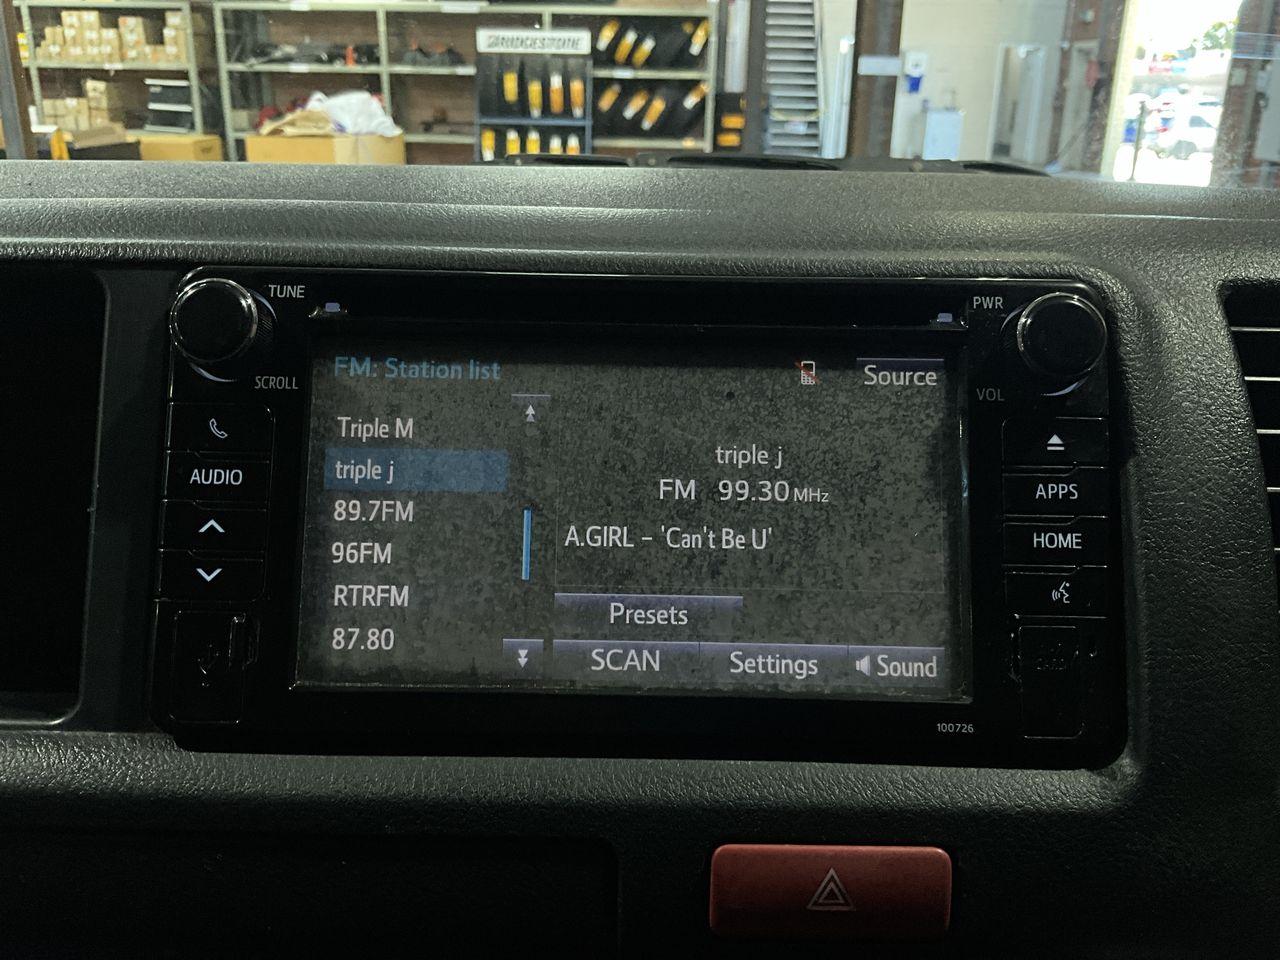 BRIDGESTONE
TUNE
SCROLL
AUDIO
PWR
VOL
APPS
HOME
FM: Station list
Source
Triple M
triple j
89.7FM
96FM
RTRFM
87.80
triple j
FM 99.30 MHz
A.GIRL - 'Can't Be U'
Presets
SCAN
Settings
Sound
100726